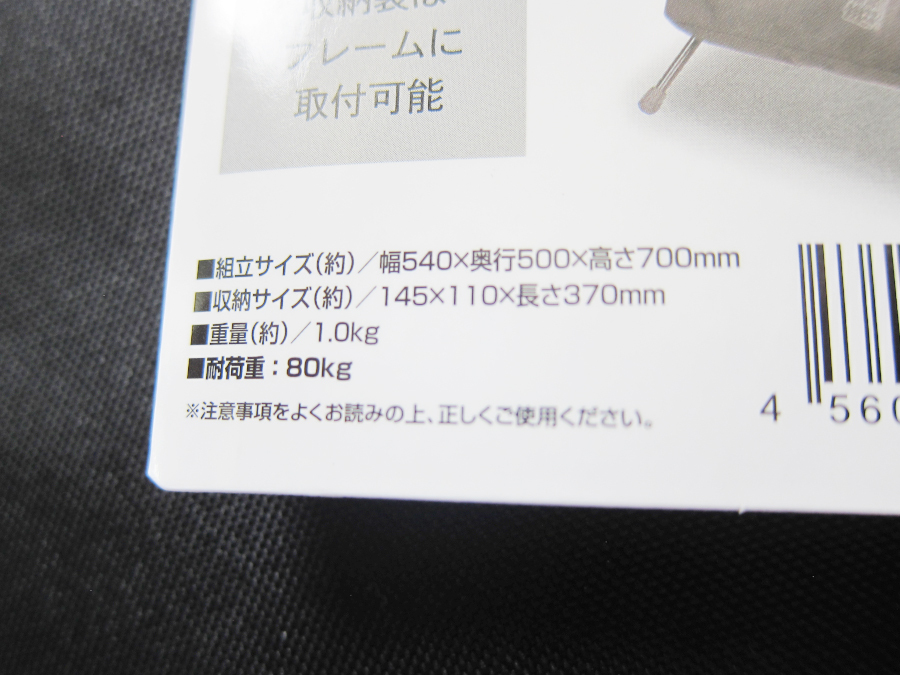 収納袋は
フレームに
取付可能
■組立サイズ(約)／幅540×奥行500×高さ700mm
■収納サイズ(約)／145×110×長さ370mm
■重量(約)／1.0kg
■耐荷重：80kg
※注意事項をよくお読みの上、正しくご使用ください。
4 560